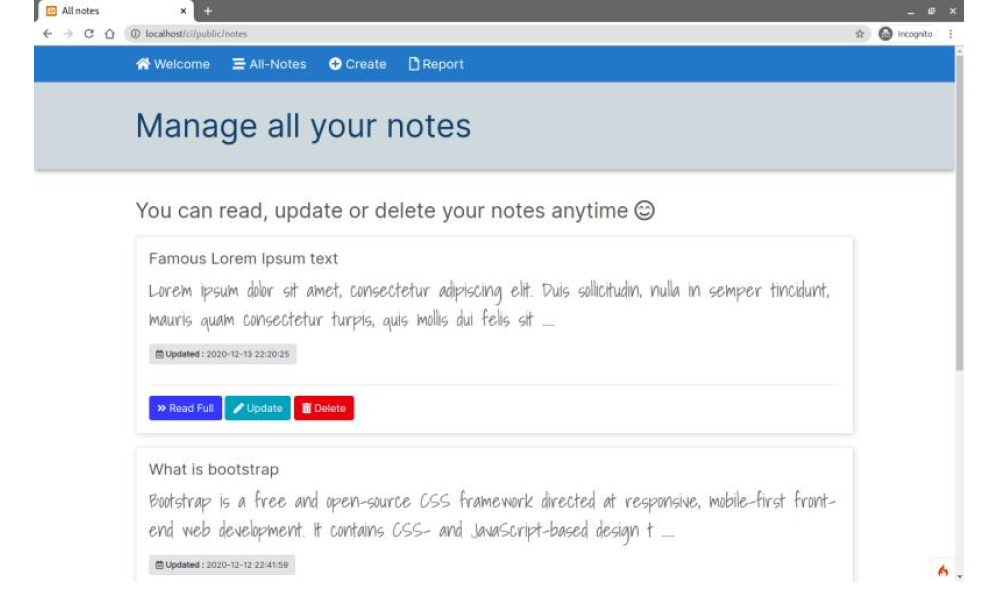 All notes
localhost/ci/public/notes
Incognito
Welcome All-Notes Create Report
Manage all your notes
You can read, update or delete your notes anytime
Famous Lorem Ipsum text
Lorem ipsum dolor sit amet, consectetur adipiscing elit. Duis sollicitudin, nulla in semper tincidunt,
mauris quam consectetur turpis, quis mollis dui felis sit .....
Updated : 2020-12-13 22:20:25
Read Full Update Delete
What is bootstrap
Bootstrap is a free and open-source CSS framework directed at responsive, mobile-first front-
end web development. It contains CSS- and JavaScript-based design t .....
Updated : 2020-12-12 22:41:59